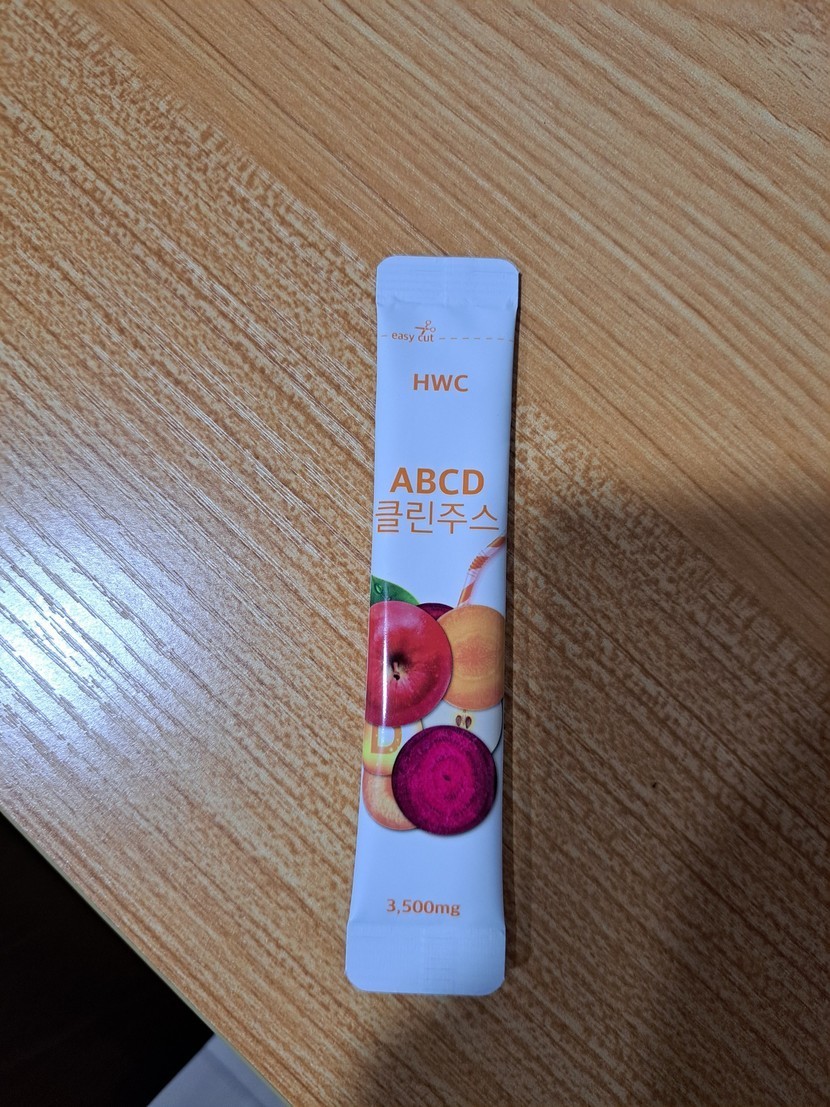 easy cut
HWC
ABCD
클린주스
D
3,500mg